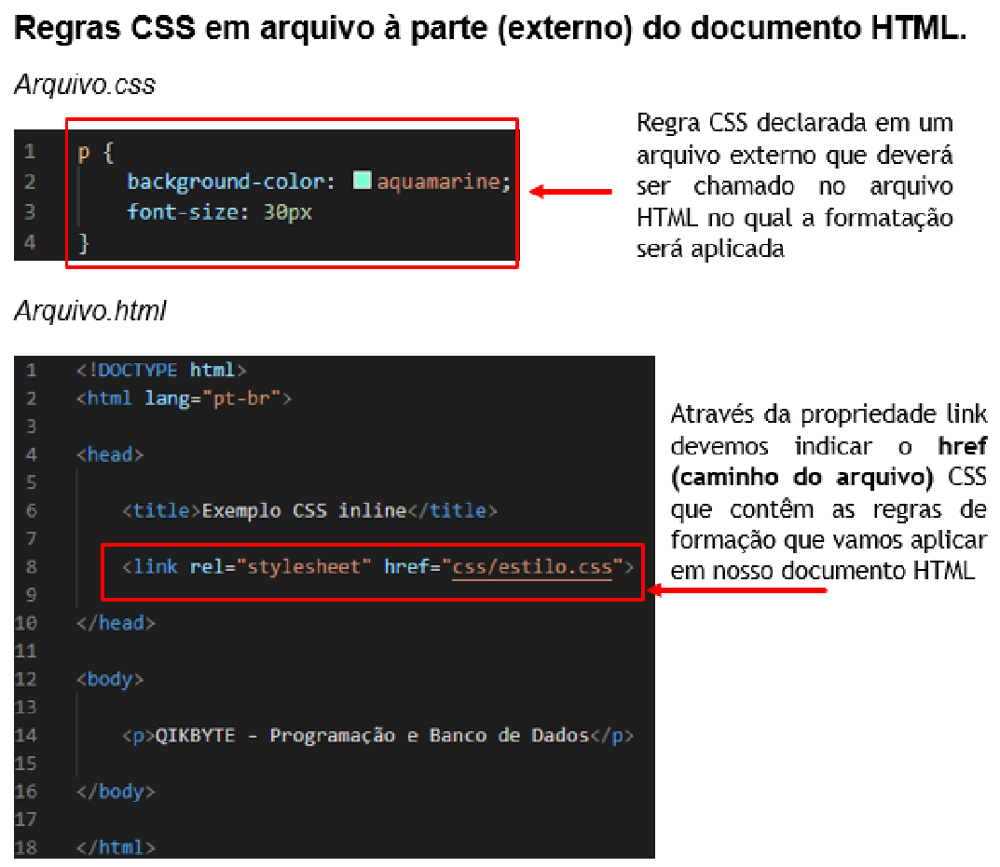 Regras CSS em arquivo à parte (externo) do documento HTML.
Arquivo.css
1 p {
2 background-color: aquamarine;
3 font-size: 30px
4 }
Regra CSS declarada em um
arquivo externo que deverá
ser chamado no arquivo
HTML no qual a formatação
será aplicada
Arquivo.html
1 <!DOCTYPE html>
2 <html lang="pt-br">
3
4 <head>
5
6 <title>Exemplo CSS inline</title>
7
8 <link rel="stylesheet" href="css/estilo.css">
9
10 </head>
11
12 <body>
13
14 <p>QIKBYTE - Programação e Banco de Dados</p>
15
16 </body>
17
18 </html>
Através da propriedade link
devemos indicar o href
(caminho do arquivo) CSS
que contêm as regras de
formação que vamos aplicar
em nosso documento HTML